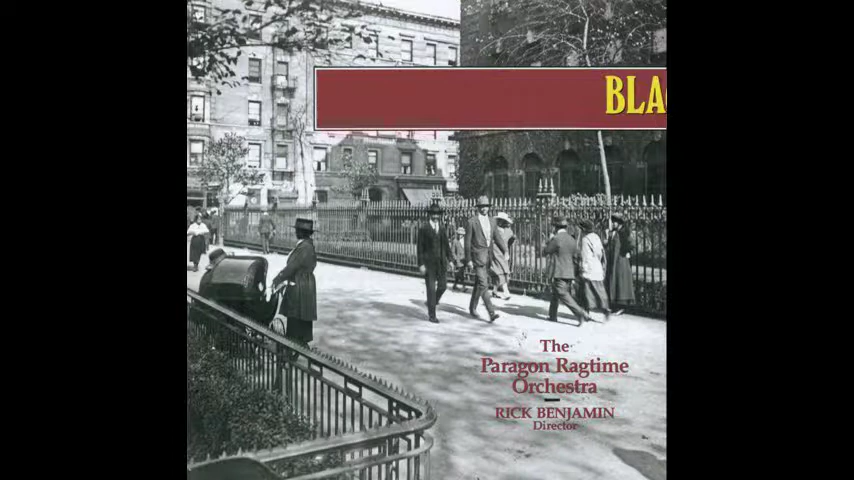 BLA
The
Paragon Ragtime
Orchestra
RICK BENJAMIN
Director